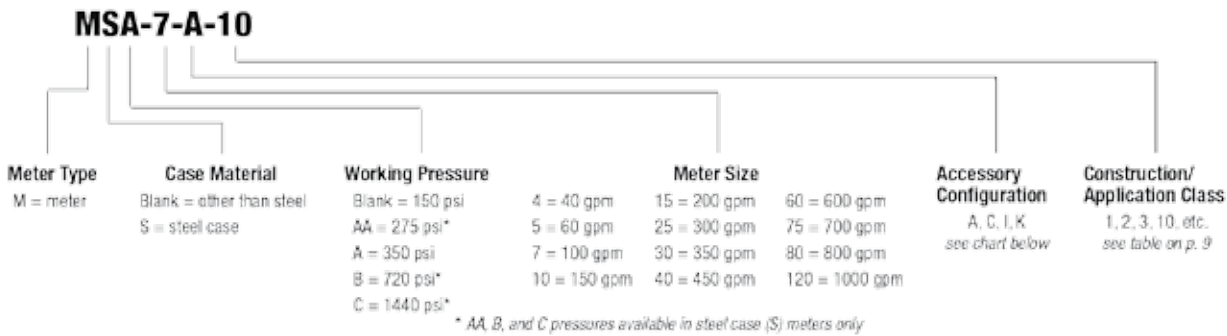 MSA-7-A-10
Meter Type
M = meter
Case Material
Blank = other than steel
S = steel case
Working Pressure
Blank = 150 psi
AA = 275 psi*
A = 350 psi
B = 720 psi*
C = 1440 psi*
Meter Size
4 = 40 gpm
5 = 60 gpm
7 = 100 gpm
10 = 150 gpm
15 = 200 gpm
25 = 300 gpm
30 = 350 gpm
40 = 450 gpm
60 = 600 gpm
75 = 700 gpm
80 = 800 gpm
120 = 1000 gpm
Accessory
Configuration
A, C, I, K
see chart below
Construction/
Application Class
1, 2, 3, 10, etc.
see table on p. 9
* AA, B, and C pressures available in steel case (S) meters only